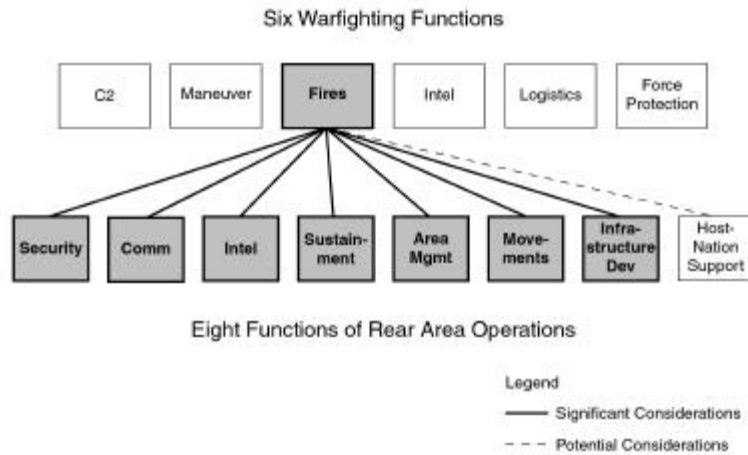 Six Warfighting Functions
C2
Maneuver
Fires
Intel
Logistics
Force
Protection
Security
Comm
Intel
Sustain-
ment
Area
Mgmt
Move-
ments
Infra-
structure
Dev
Host-
Nation
Support
Eight Functions of Rear Area Operations
Legend
Significant Considerations
Potential Considerations